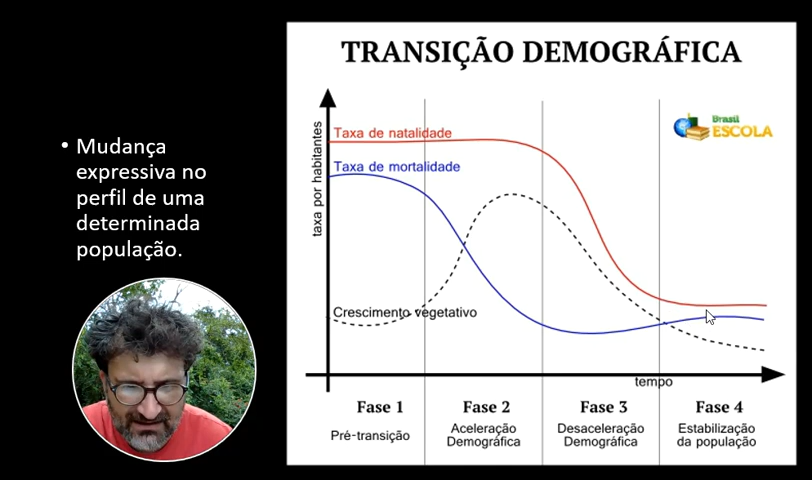 TRANSIÇÃO DEMOGRÁFICA
• Mudança
expressiva no
perfil de uma
determinada
população.
taxa por habitantes
Taxa de natalidade
Taxa de mortalidade
Crescimento vegetativo
Brasil
ESCOLA
tempo
Fase 1
Pré-transição
Fase 2
Aceleração
Demográfica
Fase 3
Desaceleração
Demográfica
Fase 4
Estabilização
da população